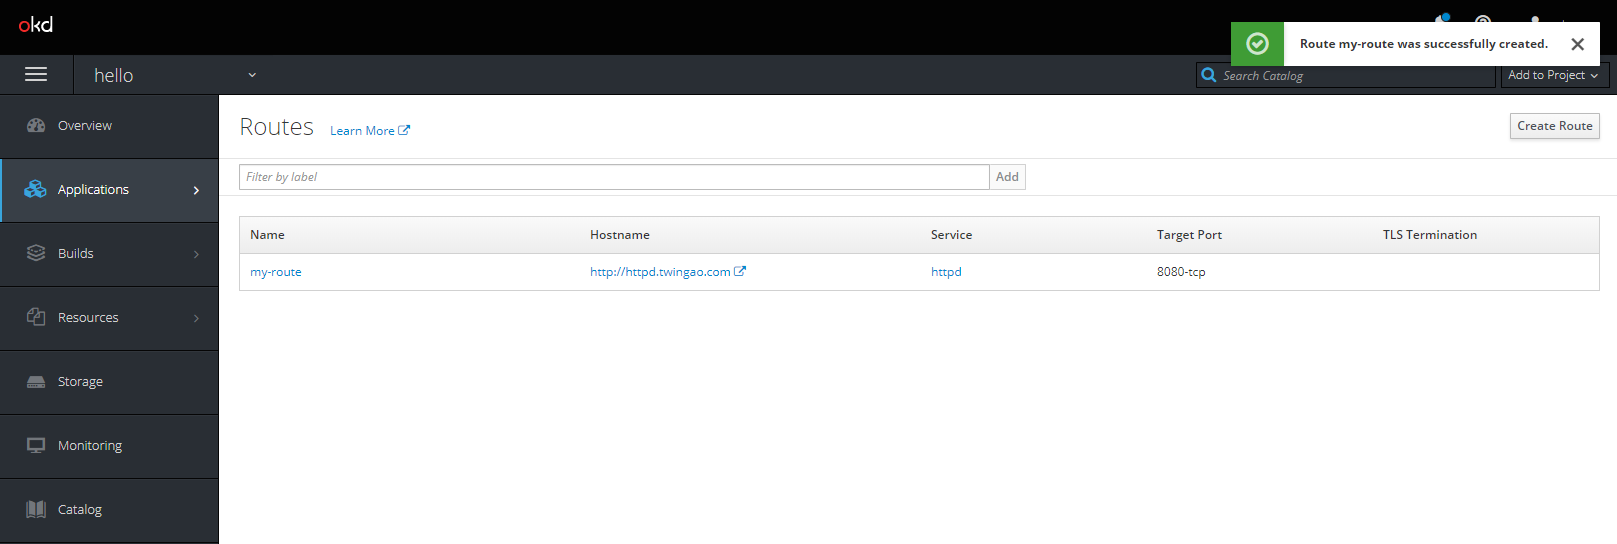 okd
Route my-route was successfully created.
hello
Search Catalog
Add to Project
Overview
Applications
Builds
Resources
Storage
Monitoring
Catalog
Routes Learn More
Create Route
Filter by label Add
Name Hostname Service Target Port TLS Termination
my-route http://httpd.twingao.com httpd 8080-tcp